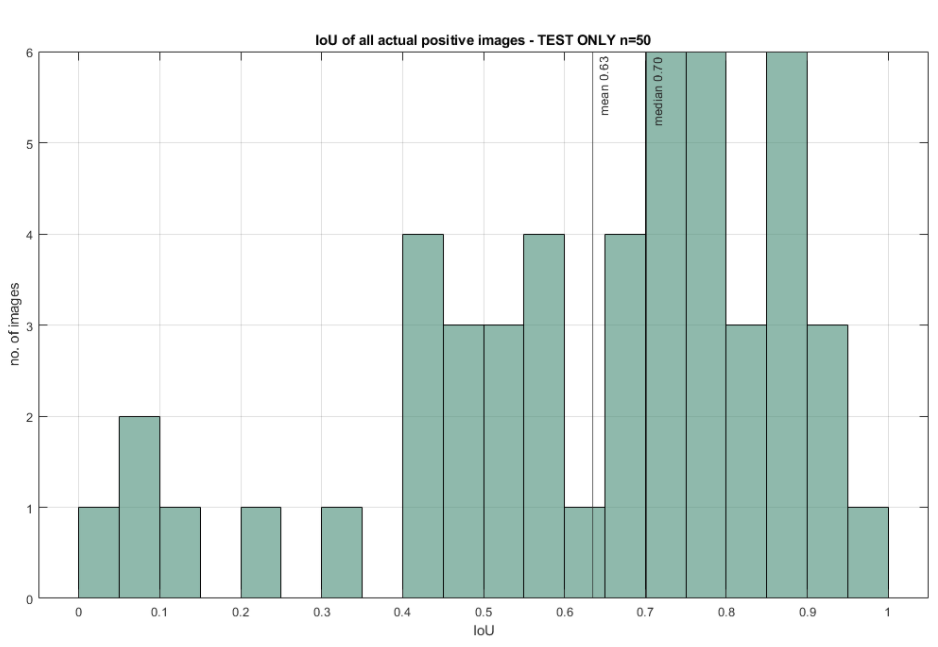 IoU of all actual positive images - TEST ONLY n=50
no. of images
6
5
4
3
2
1
0
mean 0.63
median 0.70
0 0.1 0.2 0.3 0.4 0.5 0.6 0.7 0.8 0.9 1
IoU